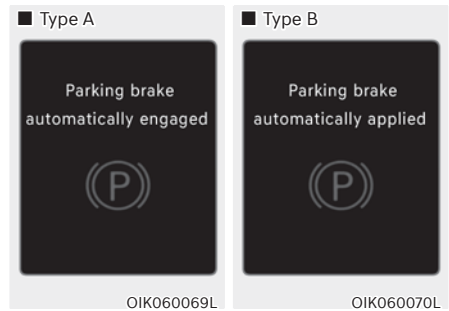 ■ Type A
Parking brake
automatically engaged
(P)
OIK060069L
■ Type B
Parking brake
automatically applied
(P)
OIK060070L